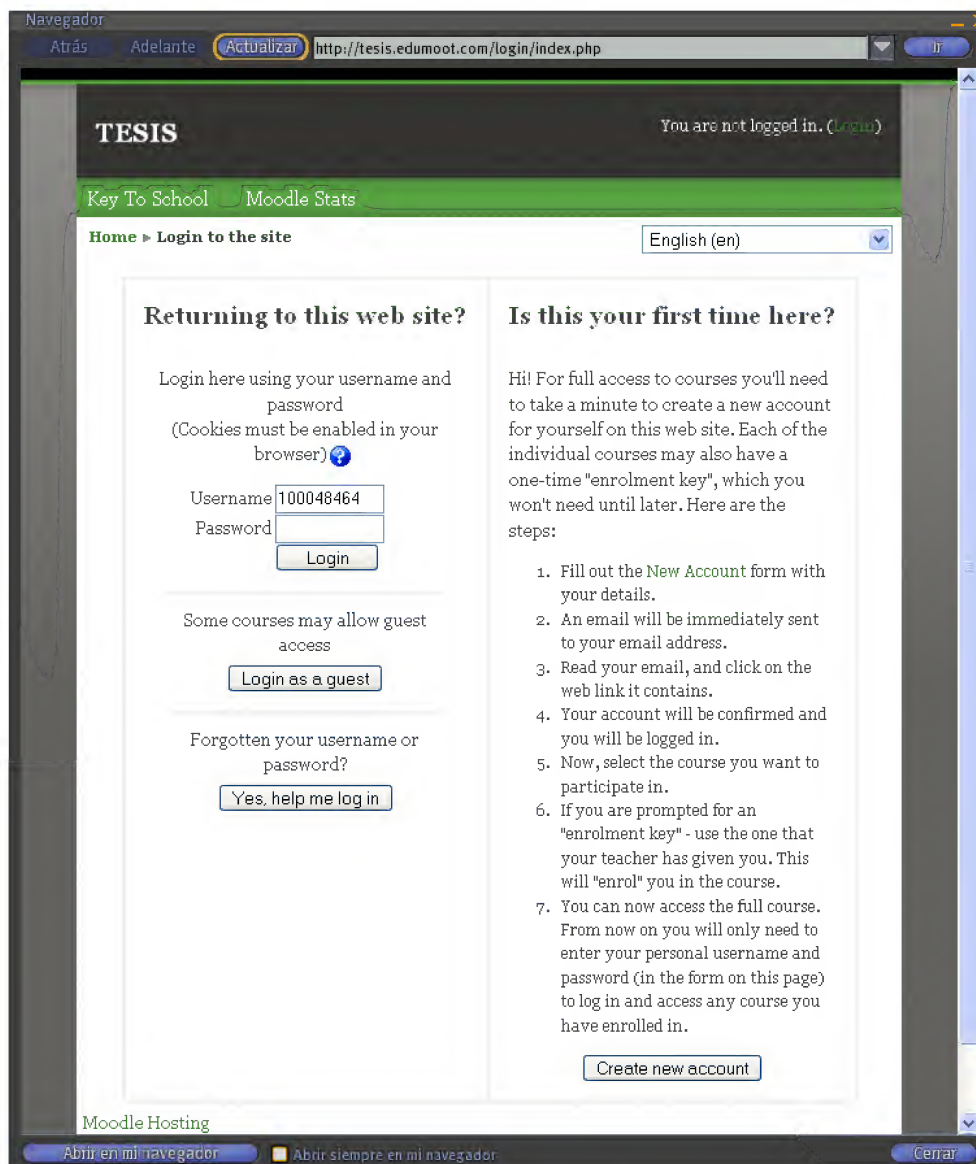 Navegador
Atrás Adelante Actualizar http://tesis.edumoot.com/login/index.php Ir
TESIS
You are not logged in. (Login)
Key To School Moodle Stats
Home ► Login to the site
English (en)
Returning to this web site?
Login here using your username and
password
(Cookies must be enabled in your
browser)
Username 100048464
Password
Login
Some courses may allow guest
access
Login as a guest
Forgotten your username or
password?
Yes, help me log in
Is this your first time here?
Hi! For full access to courses you'll need
to take a minute to create a new account
for yourself on this web site. Each of the
individual courses may also have a
one-time "enrolment key", which you
won't need until later. Here are the
steps:
1. Fill out the New Account form with
your details.
2. An email will be immediately sent
to your email address.
3. Read your email, and click on the
web link it contains.
4. Your account will be confirmed and
you will be logged in.
5. Now, select the course you want to
participate in.
6. If you are prompted for an
"enrolment key" - use the one that
your teacher has given you. This
will "enrol" you in the course.
7. You can now access the full course.
From now on you will only need to
enter your personal username and
password (in the form on this page)
to log in and access any course you
have enrolled in.
Create new account
Moodle Hosting
Abrir en mi navegador Abrir siempre en mi navegador Cerrar